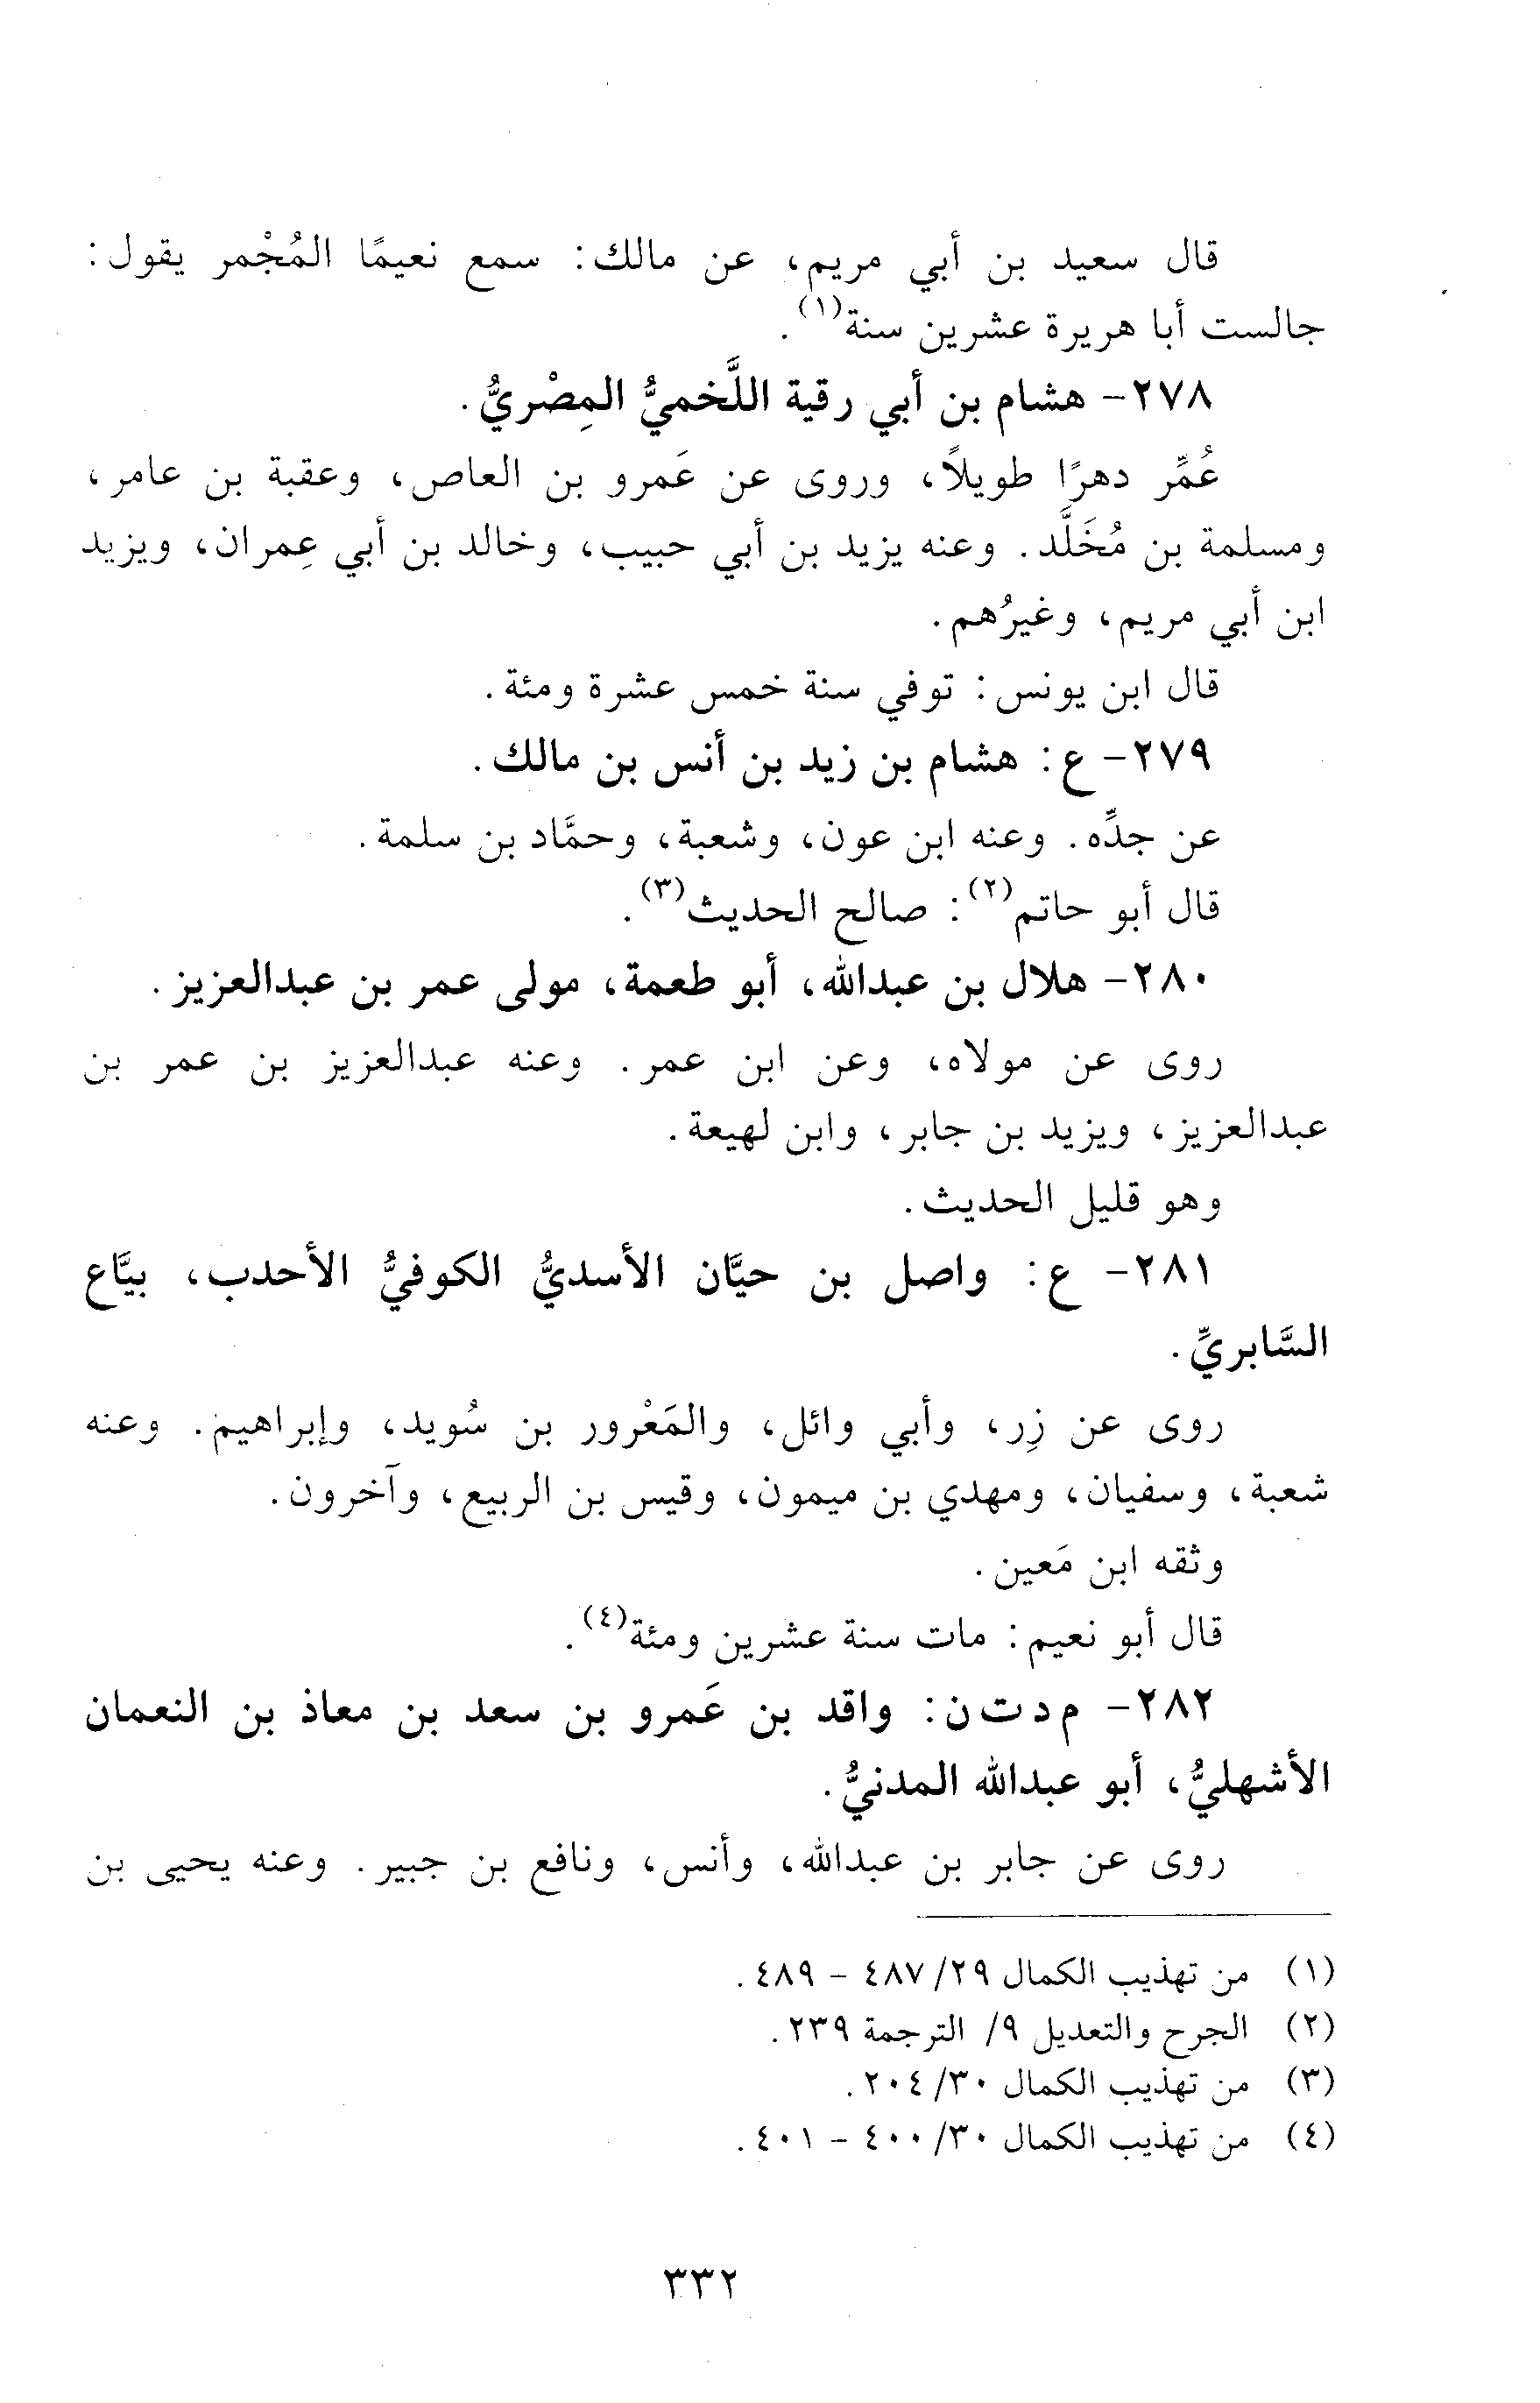 قال سعيد بن أبي مريم، عن مالك: سمع نعيمًا المُجْمر يقول:
جالست أبا هريرة عشرين سنة(١).
٢٧٨- هشام بن أبي رقية اللَّخميُّ المِصْريُّ.
عُمِّر دهرًا طويلاً، وروى عن عَمرو بن العاص، وعقبة بن عامر،
ومسلمة بن مُخَلَّد. وعنه يزيد بن أبي حبيب، وخالد بن أبي عِمران، ويزيد
ابن أبي مريم، وغيرُهم.
قال ابن يونس: توفي سنة خمس عشرة ومئة.
٢٧٩- ع: هشام بن زيد بن أنس بن مالك.
عن جدِّه. وعنه ابن عون، وشعبة، وحمَّاد بن سلمة.
قال أبو حاتم(٢): صالح الحديث(٣).
٢٨٠- هلال بن عبدالله، أبو طعمة، مولى عمر بن عبدالعزيز.
روى عن مولاه، وعن ابن عمر. وعنه عبدالعزيز بن عمر بن
عبدالعزيز، ويزيد بن جابر، وابن لهيعة.
وهو قليل الحديث.
٢٨١- ع: واصل بن حيَّان الأسديُّ الكوفيُّ الأحدب، بيَّاع
السَّابريِّ.
روى عن زِر، وأبي وائل، والمَعْرور بن سُويد، وإبراهيم. وعنه
شعبة، وسفيان، ومهدي بن ميمون، وقيس بن الربيع، وآخرون.
وثقه ابن مَعين.
قال أبو نعيم: مات سنة عشرين ومئة(٤).
٢٨٢- م د ت ن: واقد بن عَمرو بن سعد بن معاذ بن النعمان
الأشهليُّ، أبو عبدالله المدنيُّ.
روى عن جابر بن عبدالله، وأنس، ونافع بن جبير. وعنه يحيى بن
(١) من تهذيب الكمال ٢٩/ ٤٨٧ - ٤٨٩.
(٢) الجرح والتعديل ٩/ الترجمة ٢٣٩.
(٣) من تهذيب الكمال ٣٠/ ٢٠٤.
(٤) من تهذيب الكمال ٣٠/ ٤٠٠ - ٤٠١.
٣٣٢